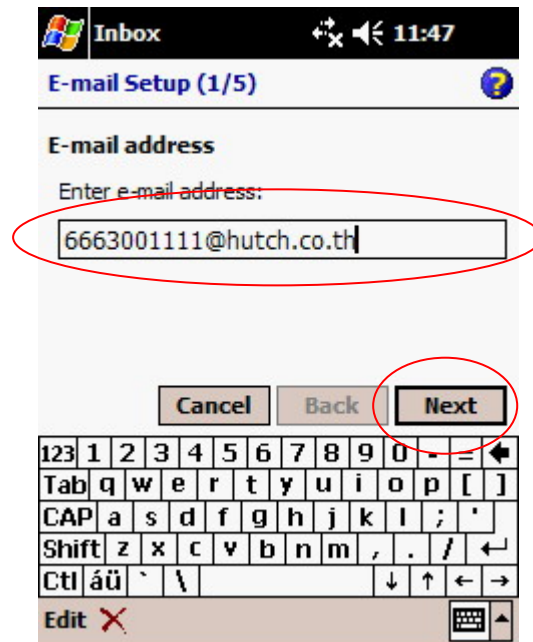 Inbox 11:47
E-mail Setup (1/5)
E-mail address
Enter e-mail address:
6663001111@hutch.co.th
Cancel Back Next
123 1 2 3 4 5 6 7 8 9 0 - =
Tab q w e r t y u i o p [ ]
CAP a s d f g h j k l ; '
Shift z x c v b n m , . /
Ctl áü ` \
Edit